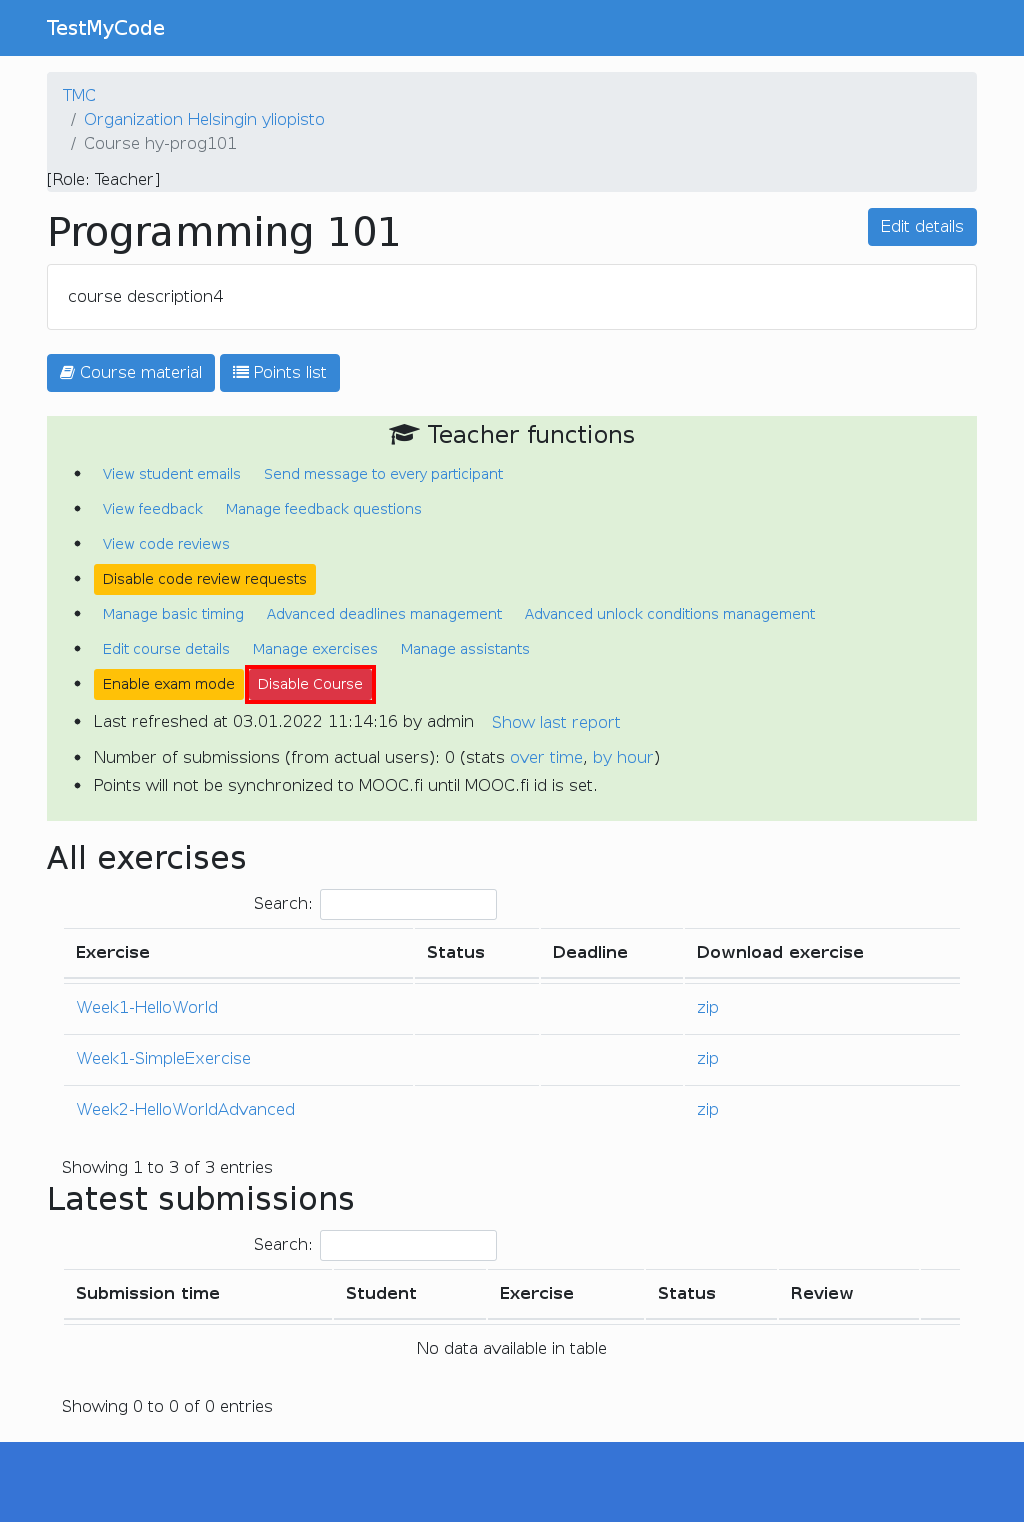 TestMyCode
TMC
/ Organization Helsingin yliopisto
/ Course hy-prog101
[Role: Teacher]
Programming 101
Edit details
course description4
Course material Points list
Teacher functions
• View student emails Send message to every participant
• View feedback Manage feedback questions
• View code reviews
• Disable code review requests
• Manage basic timing Advanced deadlines management Advanced unlock conditions management
• Edit course details Manage exercises Manage assistants
• Enable exam mode Disable Course
• Last refreshed at 03.01.2022 11:14:16 by admin Show last report
• Number of submissions (from actual users): 0 (stats over time, by hour)
• Points will not be synchronized to MOOC.fi until MOOC.fi id is set.
All exercises
Search:
Exercise Status Deadline Download exercise
Week1-HelloWorld zip
Week1-SimpleExercise zip
Week2-HelloWorldAdvanced zip
Showing 1 to 3 of 3 entries
Latest submissions
Search:
Submission time Student Exercise Status Review
No data available in table
Showing 0 to 0 of 0 entries